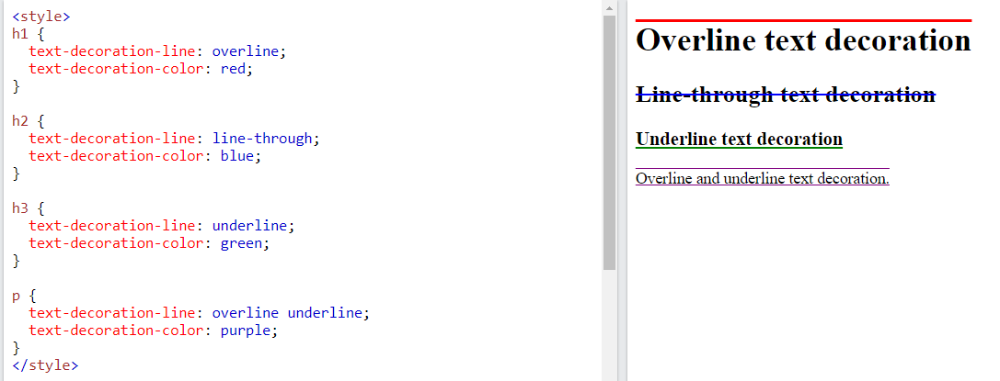 <style>
h1 {
  text-decoration-line: overline;
  text-decoration-color: red;
}

h2 {
  text-decoration-line: line-through;
  text-decoration-color: blue;
}

h3 {
  text-decoration-line: underline;
  text-decoration-color: green;
}

p {
  text-decoration-line: overline underline;
  text-decoration-color: purple;
}
</style>
Overline text decoration
Line-through text decoration
Underline text decoration
Overline and underline text decoration.